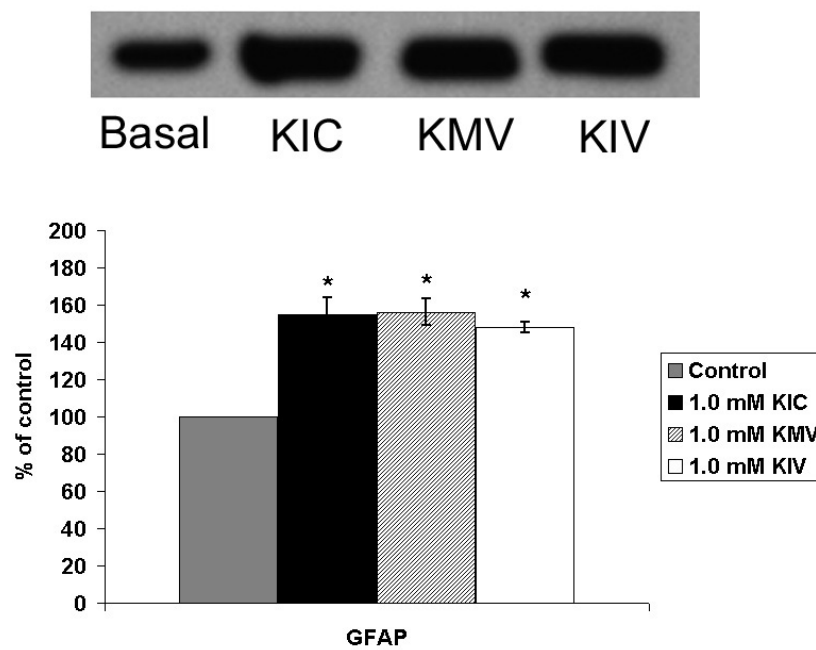 Basal KIC KMV KIV
200
180
160
140
120
100
80
60
40
20
0
% of control
* * *
GFAP
Control
1.0 mM KIC
1.0 mM KMV
1.0 mM KIV